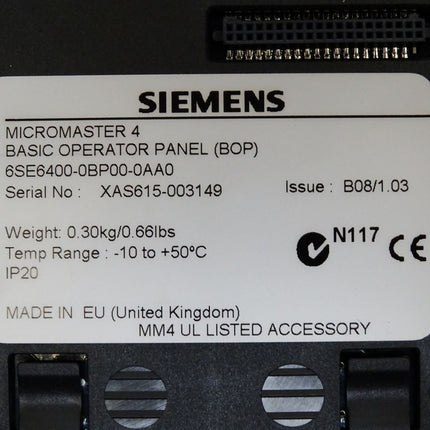 SIEMENS
MICROMASTER 4
BASIC OPERATOR PANEL (BOP)
6SE6400-0BP00-0AA0
Serial No : XAS615-003149 Issue : B08/1.03
Weight: 0.30kg/0.66lbs
Temp Range : -10 to +50ºC
IP20
N117 CE
MADE IN EU (United Kingdom)
MM4 UL LISTED ACCESSORY